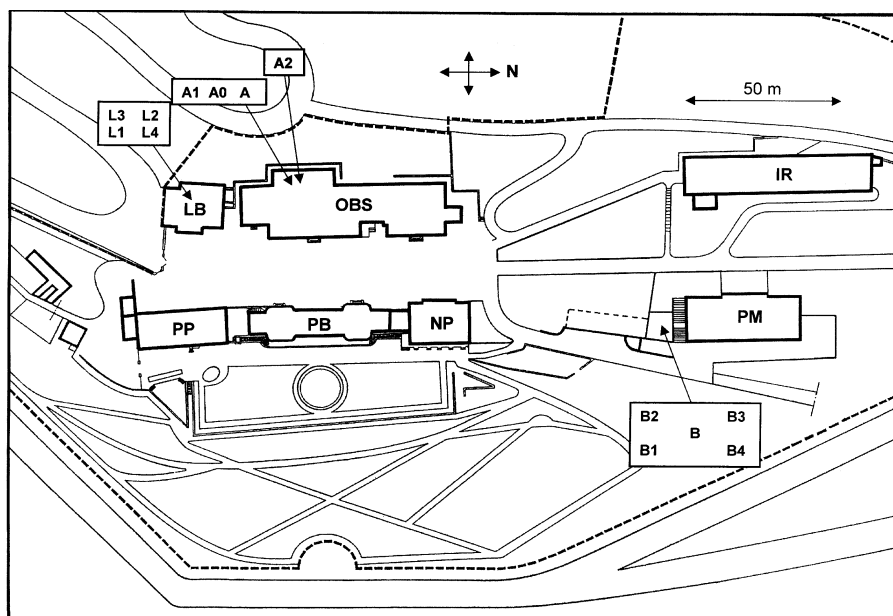 A2
N
50 m
A1 A0 A
L3 L2
L1 L4
LB
OBS
IR
PP
PB
NP
PM
B2 B3
B
B1 B4